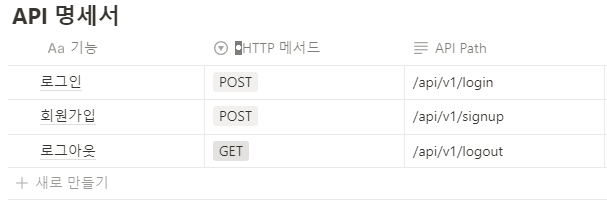 API 명세서
Aa 기능 HTTP 메서드 API Path
로그인 POST /api/v1/login
회원가입 POST /api/v1/signup
로그아웃 GET /api/v1/logout
+ 새로 만들기